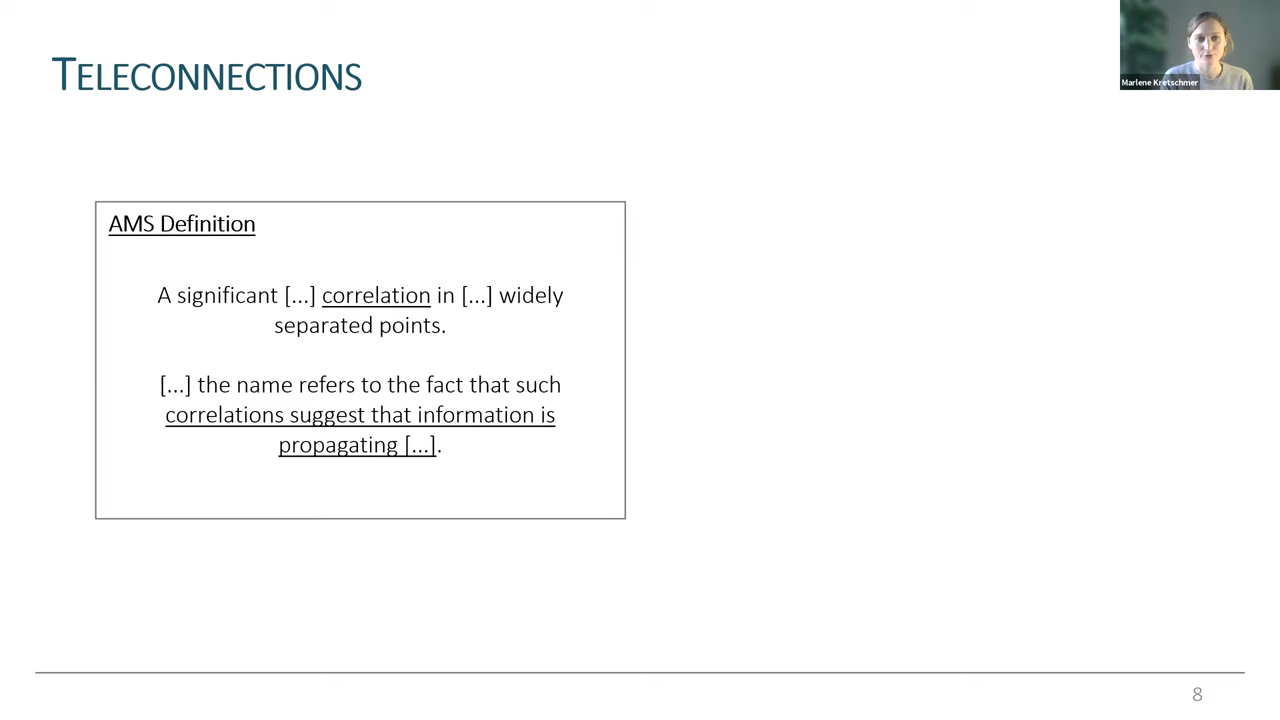 TELECONNECTIONS
Marlene Kretschmer
AMS Definition
A significant [...] correlation in [...] widely
separated points.
[...] the name refers to the fact that such
correlations suggest that information is
propagating [...].
8